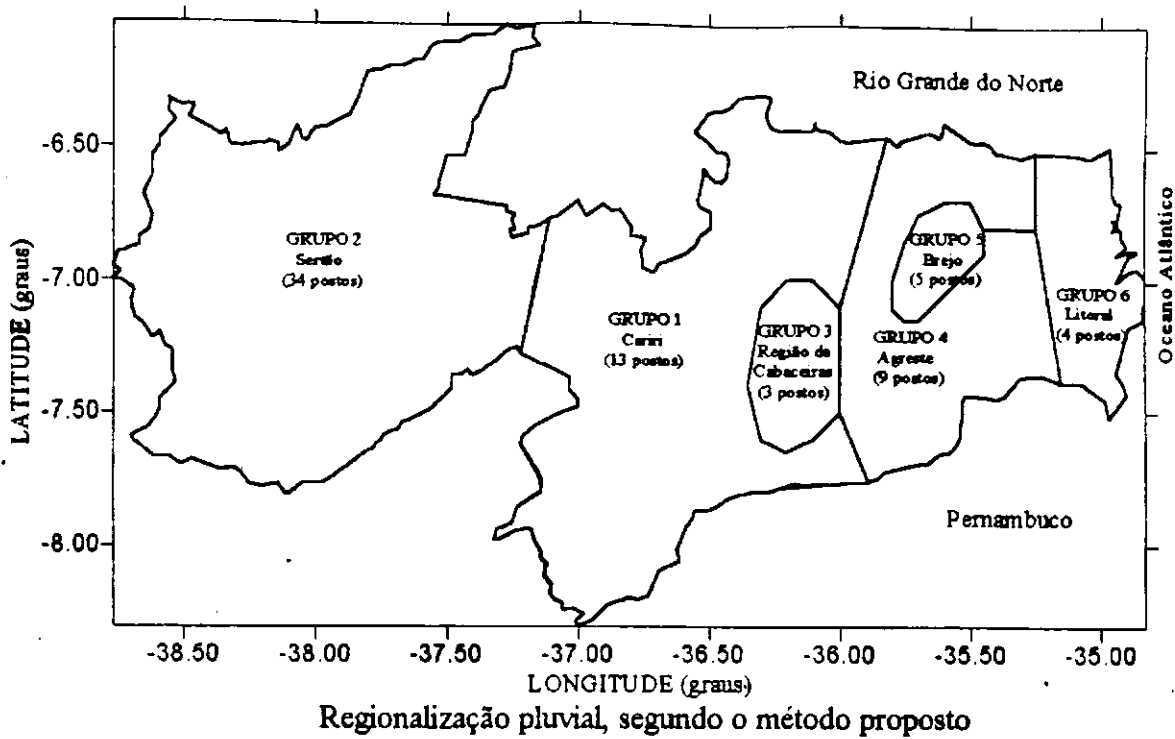 Rio Grande do Norte
-6.50
-7.00
-7.50
-8.00
LATITUDE (graus)
GRUPO 2
Sertão
(34 postos)
GRUPO 1
Cariri
(13 postos)
GRUPO 3
Região de
Cabaceiras
(3 postos)
GRUPO 5
Brejo
(5 postos)
GRUPO 4
Agreste
(9 postos)
GRUPO 6
Litoral
(4 postos)
Oceano Atlântico
Pernambuco
-38.50 -38.00 -37.50 -37.00 -36.50 -36.00 -35.50 -35.00
LONGITUDE (graus)
Regionalização pluvial, segundo o método proposto